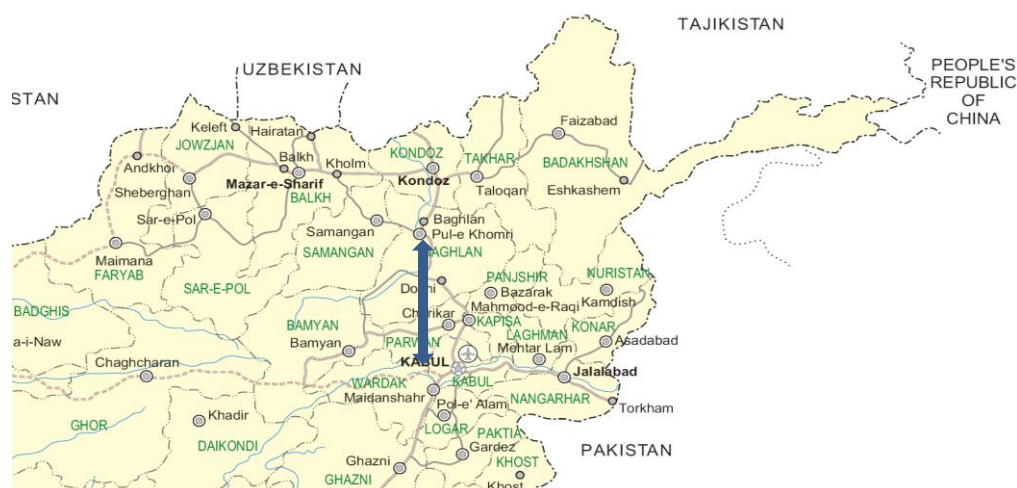 TAJIKISTAN
UZBEKISTAN
PEOPLE'S
REPUBLIC
OF
CHINA
STAN
Keleft
Hairatan
Faizabad
JOWZJAN
Andkhoi
Balkh
Kholm
KONDOZ
TAKHAR
BADAKHSHAN
Sheberghan
Mazar-e-Sharif
Kondoz
Taloqan
Eshkashem
BALKH
Sar-e-Pol
Samangan
Baghlan
Pul-e Khomri
Maimana
FARYAB
SAMANGAN
BAGHLAN
SAR-E-POL
PANJSHIR
NURISTAN
Bazarak
Kamdish
BADGHIS
BAMYAN
Mahmood-e-Raqi
KAPISA
KONAR
LAGHMAN
a-i-Naw
Bamyan
PARWAN
Mehtar Lam
Asadabad
Chaghcharan
KABUL
Jalalabad
WARDAK
KABUL
Maidanshahr
NANGARHAR
Torkham
Khadir
Pol-e' Alam
GHOR
LOGAR
PAKTIA
DAIKONDI
Gardez
PAKISTAN
Ghazni
KHOST
GHAZNI
Khost